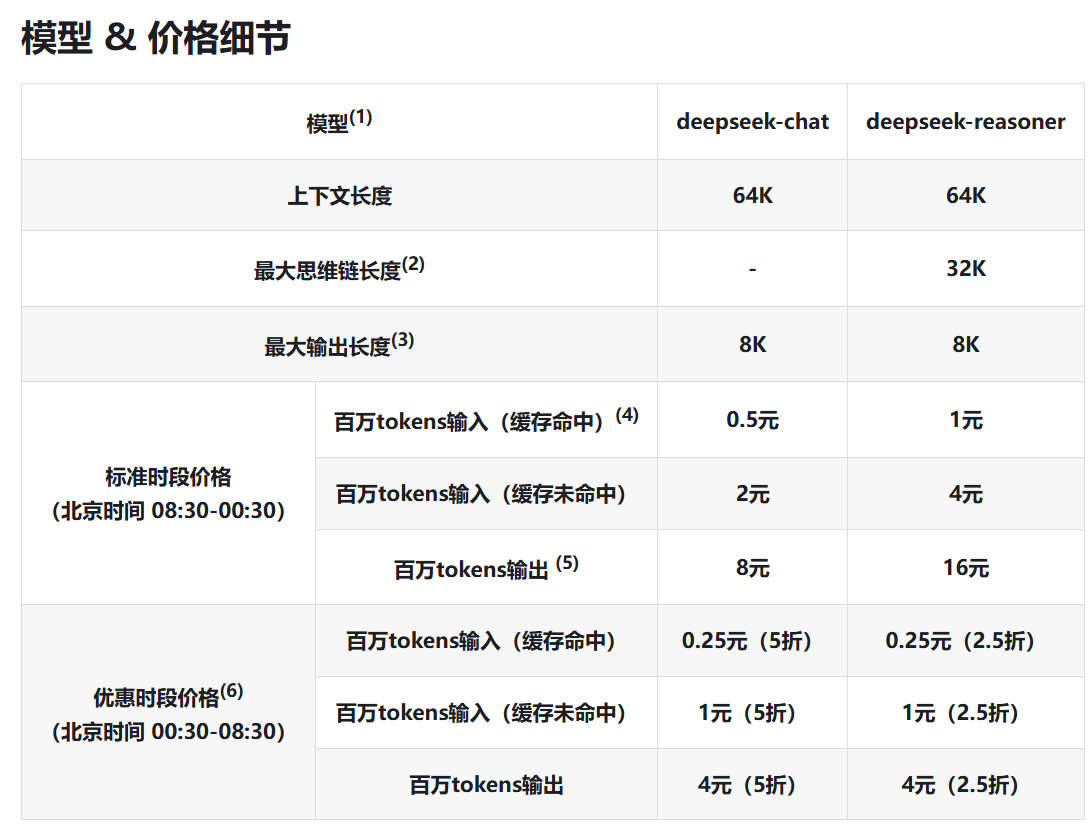 模型 & 价格细节
模型(1) deepseek-chat deepseek-reasoner
上下文长度 64K 64K
最大思维链长度(2) - 32K
最大输出长度(3) 8K 8K
标准时段价格
（北京时间 08:30-00:30）
百万tokens输入（缓存命中）(4) 0.5元 1元
百万tokens输入（缓存未命中） 2元 4元
百万tokens输出 (5) 8元 16元
优惠时段价格(6)
（北京时间 00:30-08:30）
百万tokens输入（缓存命中） 0.25元（5折） 0.25元（2.5折）
百万tokens输入（缓存未命中） 1元（5折） 1元（2.5折）
百万tokens输出 4元（5折） 4元（2.5折）